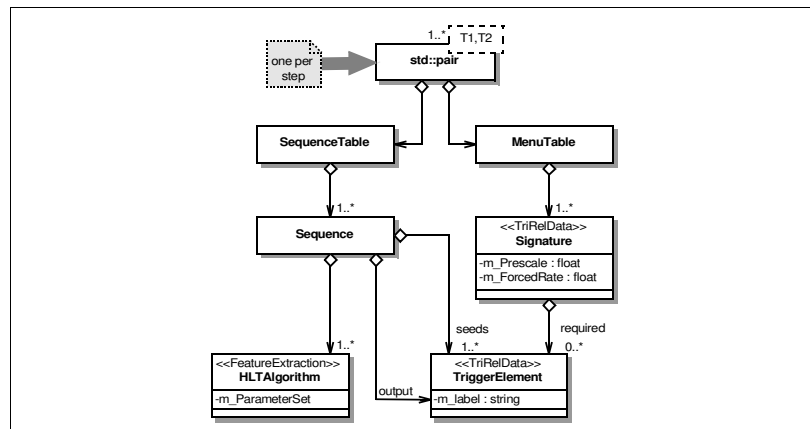 1..*
T1,T2
one per
step
std::pair
SequenceTable
MenuTable
1..*
1..*
Sequence
<<TriRelData>>
Signature
-m_Prescale : float
-m_ForcedRate : float
seeds
required
1..*
1..*
0..*
<<FeatureExtraction>>
HLTAlgorithm
-m_ParameterSet
output
<<TriRelData>>
TriggerElement
-m_label : string